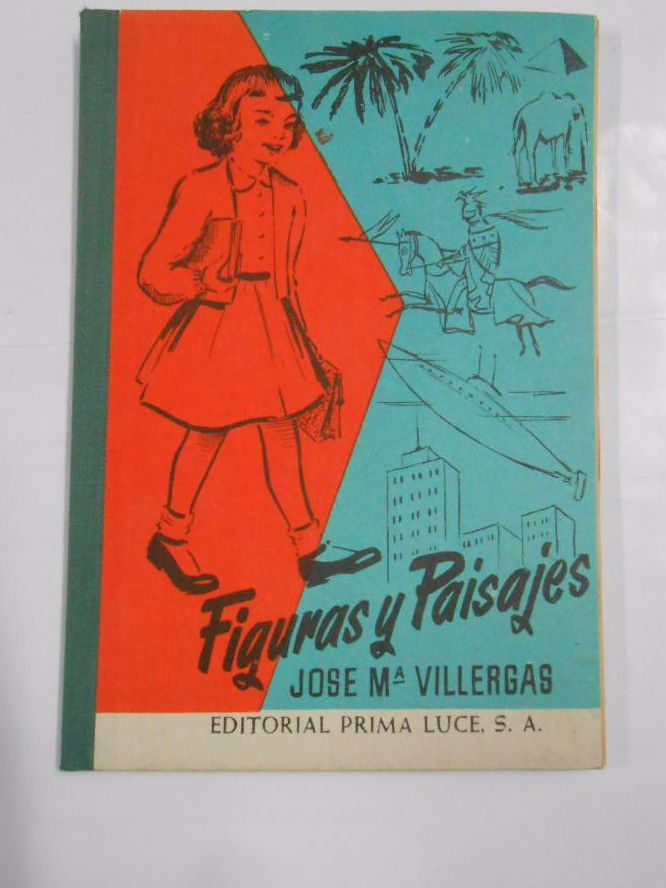 Figuras y Paisajes
JOSE Mª VILLERGAS
EDITORIAL PRIMA LUCE, S. A.